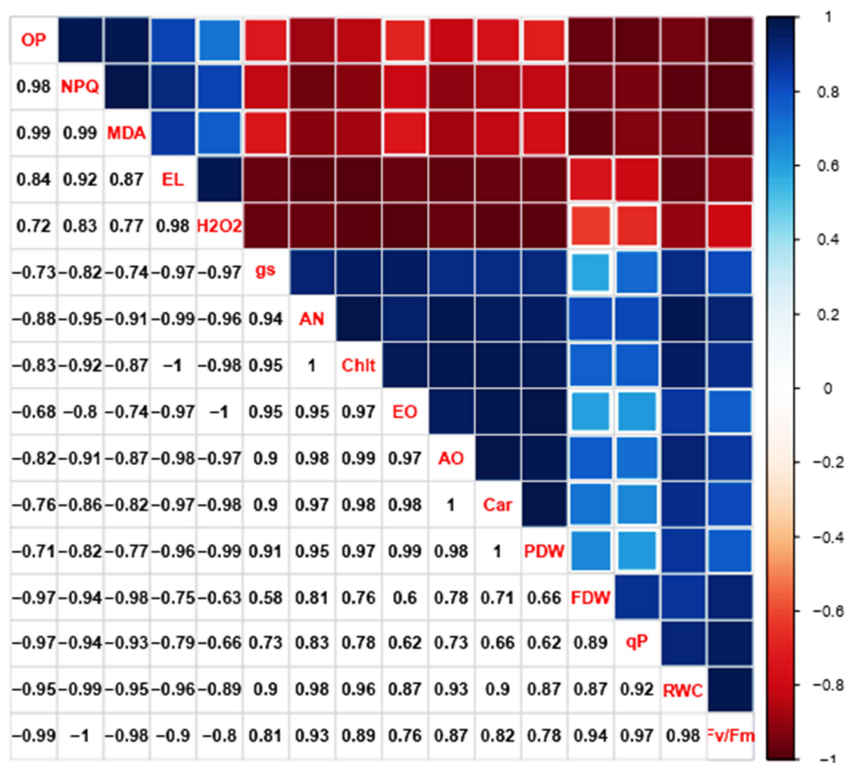 OP 1
0.98 NPQ 0.8
0.99 0.99 MDA
0.84 0.92 0.87 EL 0.6
0.72 0.83 0.77 0.98 H2O2 0.4
−0.73 −0.82 −0.74 −0.97 −0.97 gs
−0.88 −0.95 −0.91 −0.99 −0.96 0.94 AN 0.2
−0.83 −0.92 −0.87 −1 −0.98 0.95 1 Chlt 0
−0.68 −0.8 −0.74 −0.97 −1 0.95 0.95 0.97 EO
−0.82 −0.91 −0.87 −0.98 −0.97 0.9 0.98 0.99 0.97 AO −0.2
−0.76 −0.86 −0.82 −0.97 −0.98 0.9 0.97 0.98 0.98 1 Car −0.4
−0.71 −0.82 −0.77 −0.96 −0.99 0.91 0.95 0.97 0.99 0.98 1 PDW
−0.97 −0.94 −0.98 −0.75 −0.63 0.58 0.81 0.76 0.6 0.78 0.71 0.66 FDW −0.6
−0.97 −0.94 −0.93 −0.79 −0.66 0.73 0.83 0.78 0.62 0.73 0.66 0.62 0.89 qP
−0.95 −0.99 −0.95 −0.96 −0.89 0.9 0.98 0.96 0.87 0.93 0.9 0.87 0.87 0.92 RWC −0.8
−0.99 −1 −0.98 −0.9 −0.8 0.81 0.93 0.89 0.76 0.87 0.82 0.78 0.94 0.97 0.98 Fv/Fm −1